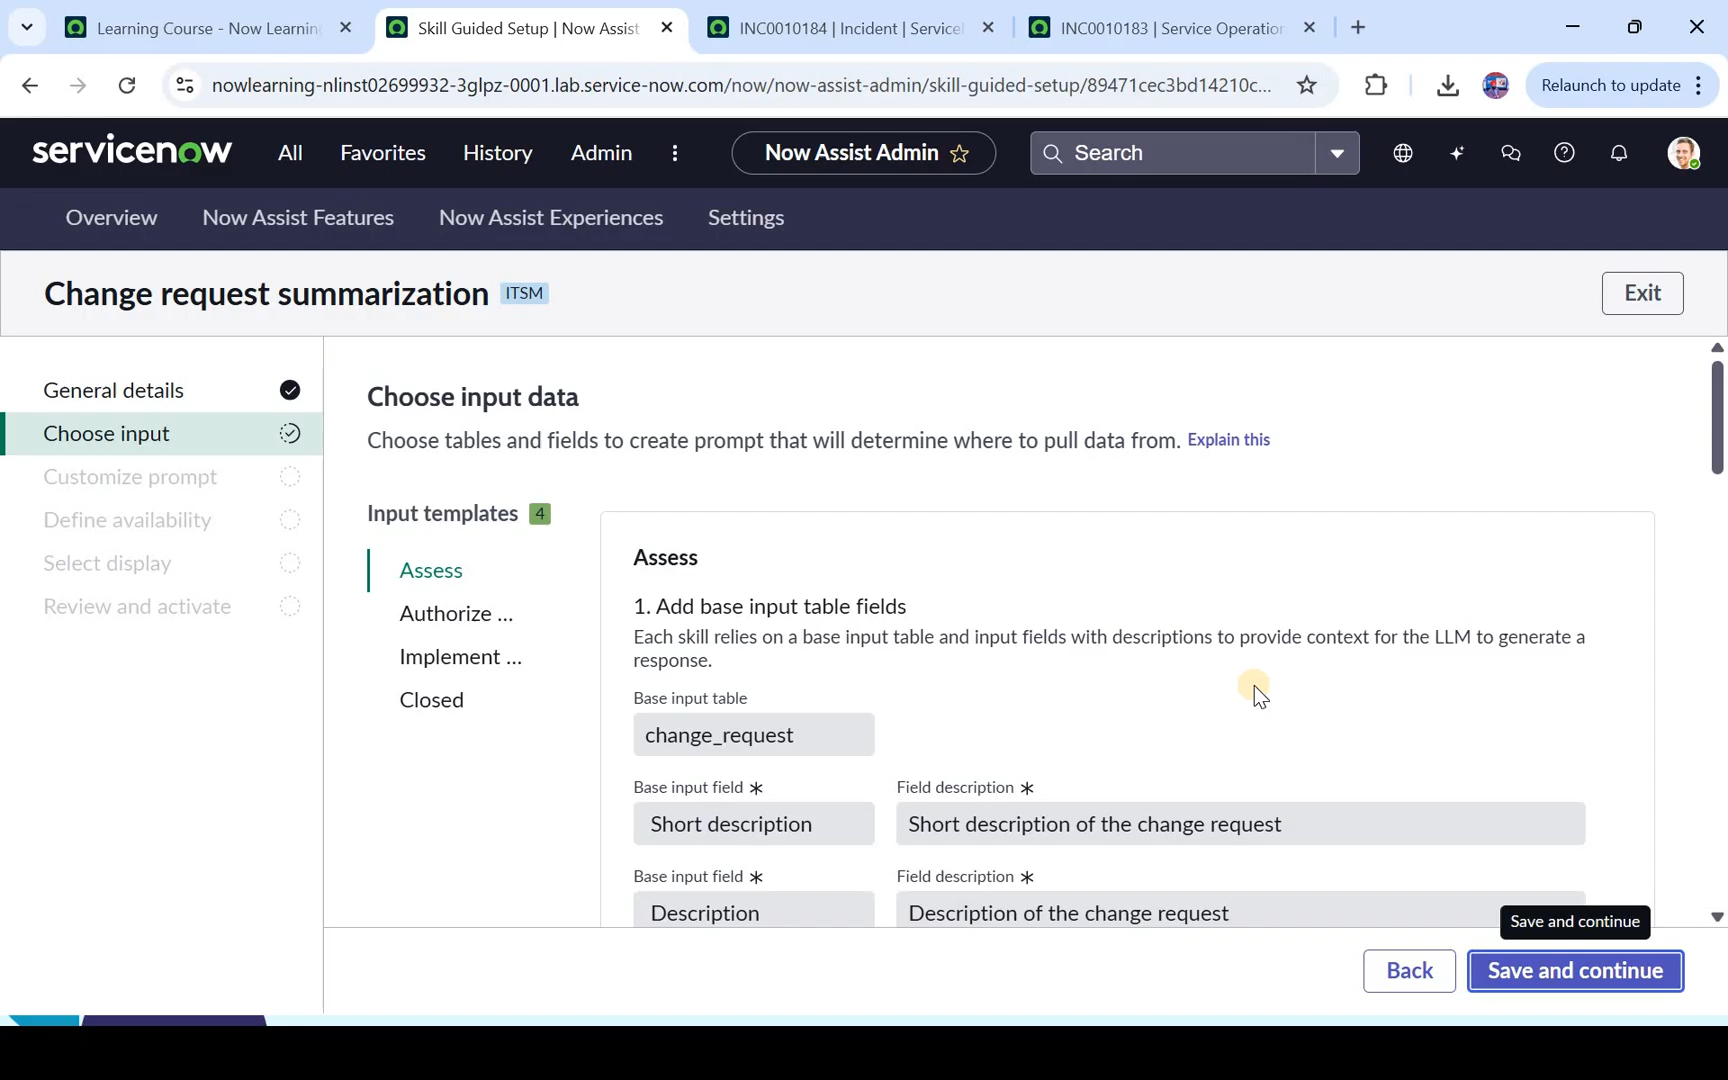 Learning Course - Now Learnin
Skill Guided Setup | Now Assist
INC0010184 | Incident | Service
INC0010183 | Service Operation
nowlearning-nlinst02699932-3glpz-0001.lab.service-now.com/now/now-assist-admin/skill-guided-setup/89471cec3bd14210c...
Relaunch to update
servicenow
All
Favorites
History
Admin
Now Assist Admin
Search
Overview
Now Assist Features
Now Assist Experiences
Settings
Change request summarization
ITSM
Exit
General details
Choose input
Customize prompt
Define availability
Select display
Review and activate
Choose input data
Choose tables and fields to create prompt that will determine where to pull data from. Explain this
Input templates 4
Assess
Authorize ...
Implement ...
Closed
Assess
1. Add base input table fields
Each skill relies on a base input table and input fields with descriptions to provide context for the LLM to generate a
response.
Base input table
change_request
Base input field *
Field description *
Short description
Short description of the change request
Base input field *
Field description *
Description
Description of the change request
Save and continue
Back
Save and continue